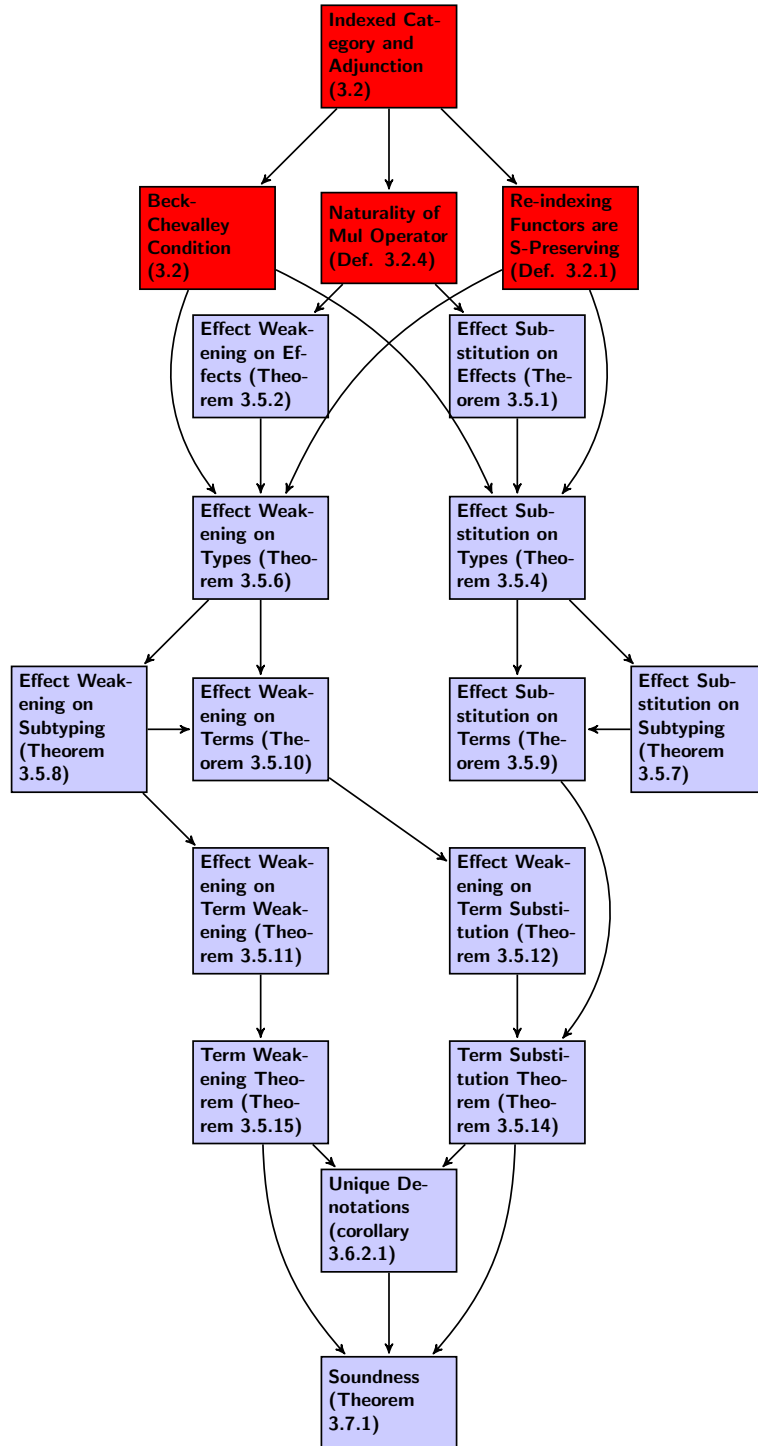 Indexed Cat-
egory and
Adjunction
(3.2)
Beck-
Chevalley
Condition
(3.2)
Naturality of
Mul Operator
(Def. 3.2.4)
Re-indexing
Functors are
S-Preserving
(Def. 3.2.1)
Effect Weak-
ening on Ef-
fects (Theo-
rem 3.5.2)
Effect Sub-
stitution on
Effects (The-
orem 3.5.1)
Effect Weak-
ening on
Types (Theo-
rem 3.5.6)
Effect Sub-
stitution on
Types (The-
orem 3.5.4)
Effect Weak-
ening on
Subtyping
(Theorem
3.5.8)
Effect Weak-
ening on
Terms (The-
orem 3.5.10)
Effect Sub-
stitution on
Terms (The-
orem 3.5.9)
Effect Sub-
stitution on
Subtyping
(Theorem
3.5.7)
Effect Weak-
ening on
Term Weak-
ening (Theo-
rem 3.5.11)
Effect Weak-
ening on
Term Substi-
tution (Theo-
rem 3.5.12)
Term Weak-
ening Theo-
rem (Theo-
rem 3.5.15)
Term Substi-
tution Theo-
rem (Theo-
rem 3.5.14)
Unique De-
notations
(corollary
3.6.2.1)
Soundness
(Theorem
3.7.1)